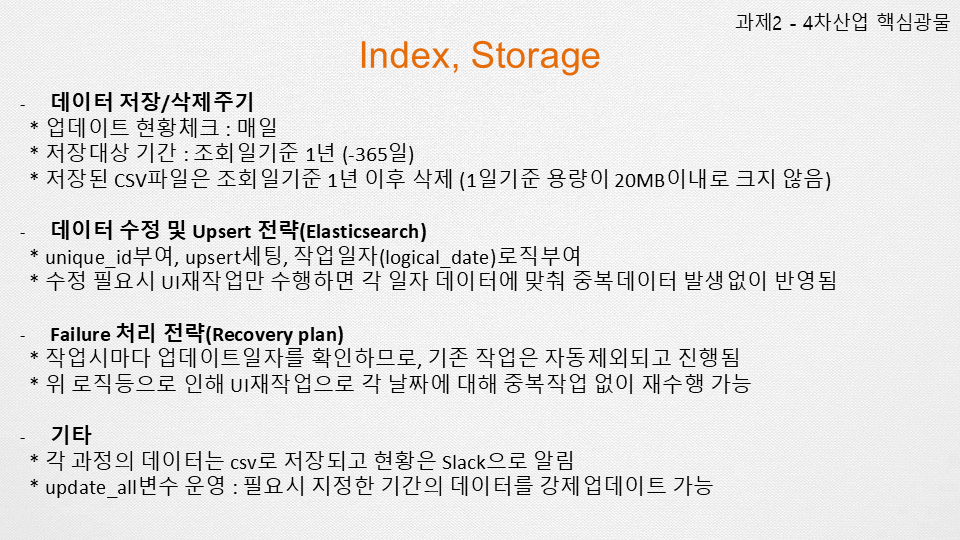 과제2 - 4차산업 핵심광물
Index, Storage
- 데이터 저장/삭제주기
* 업데이트 현황체크 : 매일
* 저장대상 기간 : 조회일기준 1년 (-365일)
* 저장된 CSV파일은 조회일기준 1년 이후 삭제 (1일기준 용량이 20MB이내로 크지 않음)
- 데이터 수정 및 Upsert 전략(Elasticsearch)
* unique_id부여, upsert세팅, 작업일자(logical_date)로직부여
* 수정 필요시 UI재작업만 수행하면 각 일자 데이터에 맞춰 중복데이터 발생없이 반영됨
- Failure 처리 전략(Recovery plan)
* 작업시마다 업데이트일자를 확인하므로, 기존 작업은 자동제외되고 진행됨
* 위 로직등으로 인해 UI재작업으로 각 날짜에 대해 중복작업 없이 재수행 가능
- 기타
* 각 과정의 데이터는 csv로 저장되고 현황은 Slack으로 알림
* update_all변수 운영 : 필요시 지정한 기간의 데이터를 강제업데이트 가능